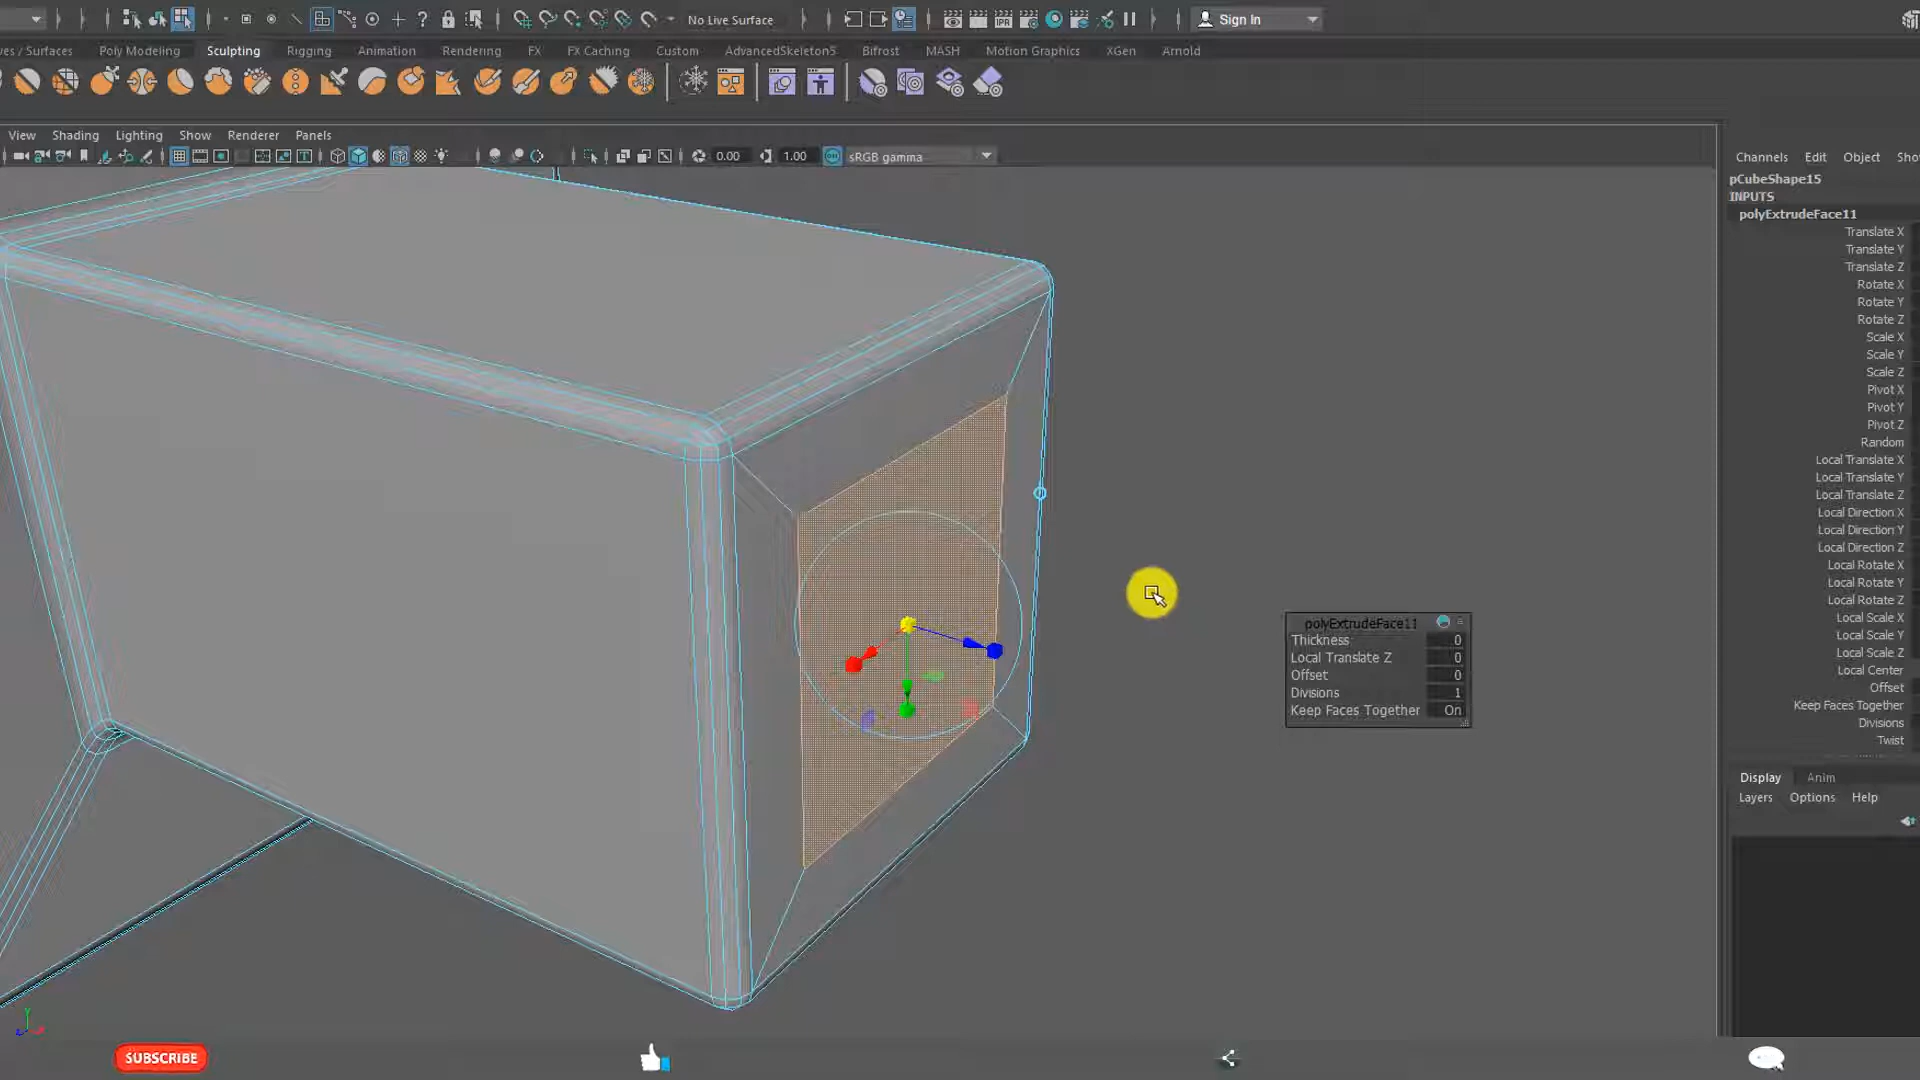 No Live Surface
Sign In
ves / Surfaces
Poly Modeling
Sculpting
Rigging
Animation
Rendering
FX
FX Caching
Custom
AdvancedSkeleton5
Bifrost
MASH
Motion Graphics
XGen
Arnold
View
Shading
Lighting
Show
Renderer
Panels
IPR
0.00
1.00
ON
sRGB gamma
Channels
Edit
Object
Sho
pCubeShape15
INPUTS
polyExtrudeFace11
Translate X
Translate Y
Translate Z
Rotate X
Rotate Y
Rotate Z
Scale X
Scale Y
Scale Z
Pivot X
Pivot Y
Pivot Z
Random
Local Translate X
Local Translate Y
Local Translate Z
Local Direction X
Local Direction Y
Local Direction Z
Local Rotate X
Local Rotate Y
Local Rotate Z
Local Scale X
Local Scale Y
Local Scale Z
Local Center
Offset
Keep Faces Together
Divisions
Twist
polyExtrudeFace11
Thickness 0
Local Translate Z 0
Offset 0
Divisions 1
Keep Faces Together On
Display
Anim
Layers
Options
Help
SUBSCRIBE